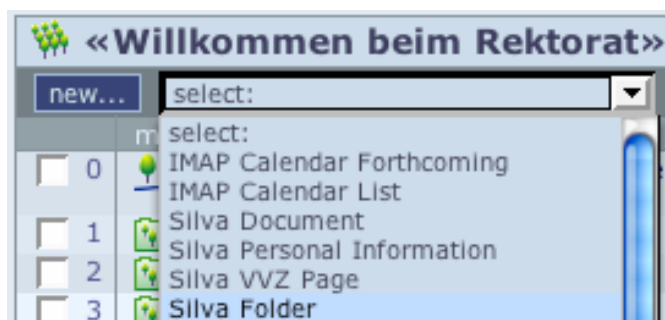 «Willkommen beim Rektorat»
new... select:
select:
0 IMAP Calendar Forthcoming
IMAP Calendar List
1 Silva Document
Silva Personal Information
2 Silva VVZ Page
3 Silva Folder